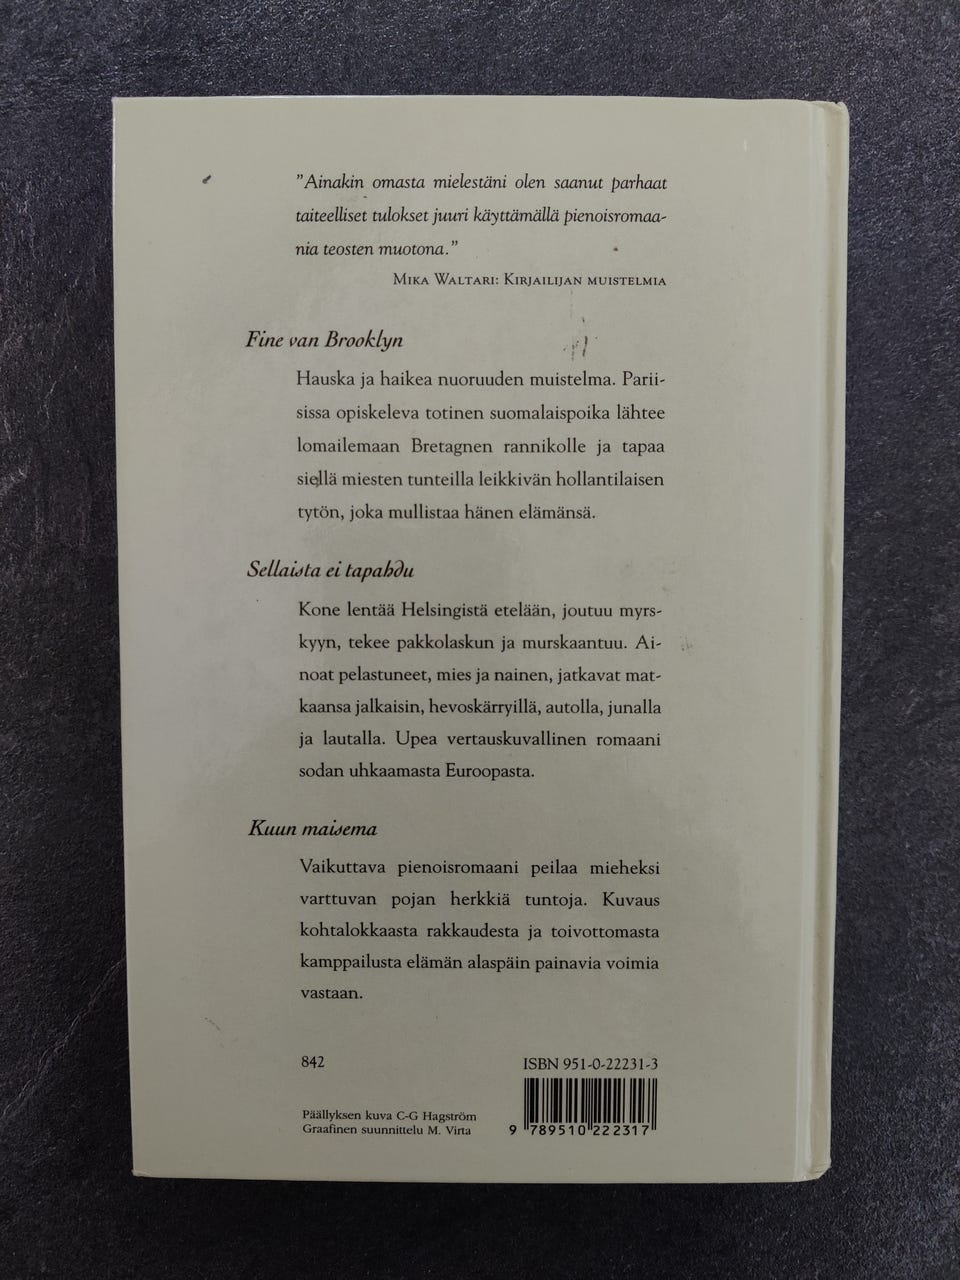 "Ainakin omasta mielestäni olen saanut parhaat
taiteelliset tulokset juuri käyttämällä pienoisromaa-
nia teosten muotona."
Mika Waltari: Kirjailijan muistelmia
Fine van Brooklyn
Hauska ja haikea nuoruuden muistelma. Parii-
sissa opiskeleva totinen suomalaispoika lähtee
lomailemaan Bretagnen rannikolle ja tapaa
siellä miesten tunteilla leikkivän hollantilaisen
tytön, joka mullistaa hänen elämänsä.
Sellaista ei tapahdu
Kone lentää Helsingistä etelään, joutuu myrs-
kyyn, tekee pakkolaskun ja murskaantuu. Ai-
noat pelastuneet, mies ja nainen, jatkavat mat-
kaansa jalkaisin, hevoskärryillä, autolla, junalla
ja lautalla. Upea vertauskuvallinen romaani
sodan uhkaamasta Euroopasta.
Kuun maisema
Vaikuttava pienoisromaani peilaa mieheksi
varttuvan pojan herkkiä tuntoja. Kuvaus
kohtalokkaasta rakkaudesta ja toivottomasta
kamppailusta elämän alaspäin painavia voimia
vastaan.
842
ISBN 951-0-22231-3
Päällyksen kuva C-G Hagström
Graafinen suunnittelu M. Virta
9 789510 222317